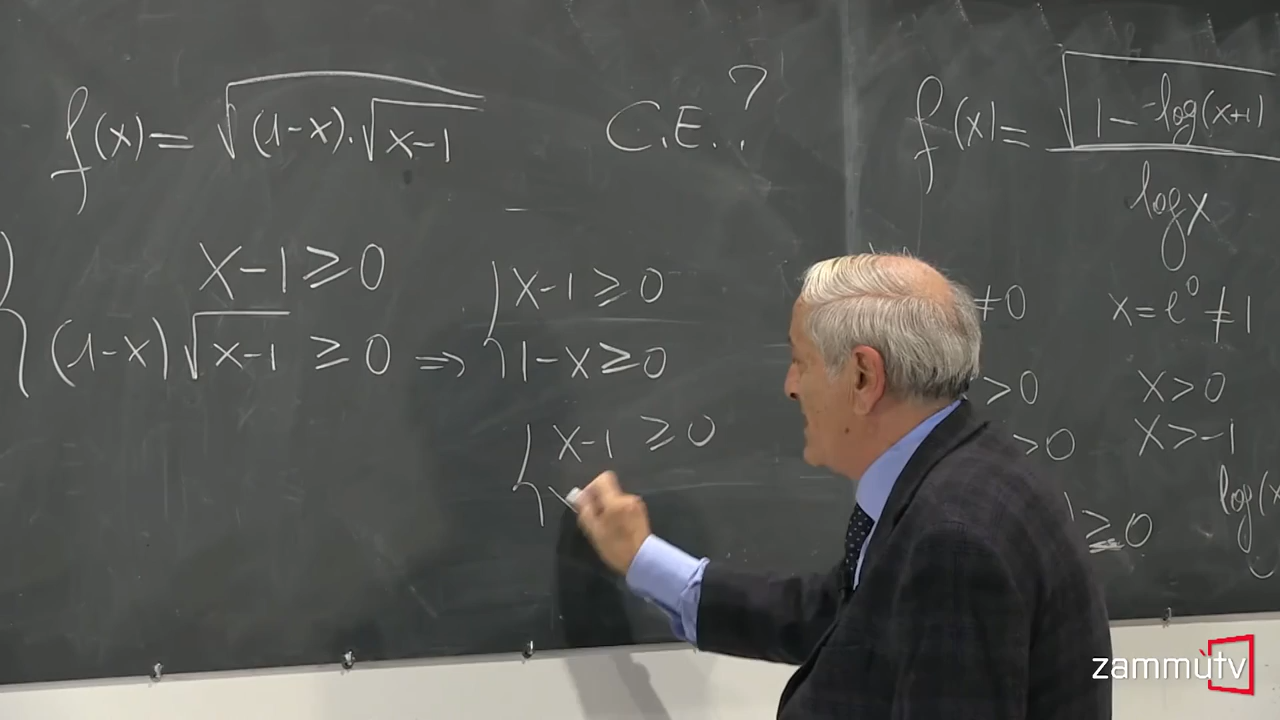 f(x) = √((1-x)·√(x-1))
C.E.?
x-1 ≥ 0
(1-x)√(x-1) ≥ 0 ⇒
x-1 ≥ 0
1-x ≥ 0
x-1 ≥ 0
f(x) = √(1-log(x+1))
log x
≠0
x = e⁰ ≠ 1
>0
x>0
>0
x>-1
≥0
log(x
zammùtv